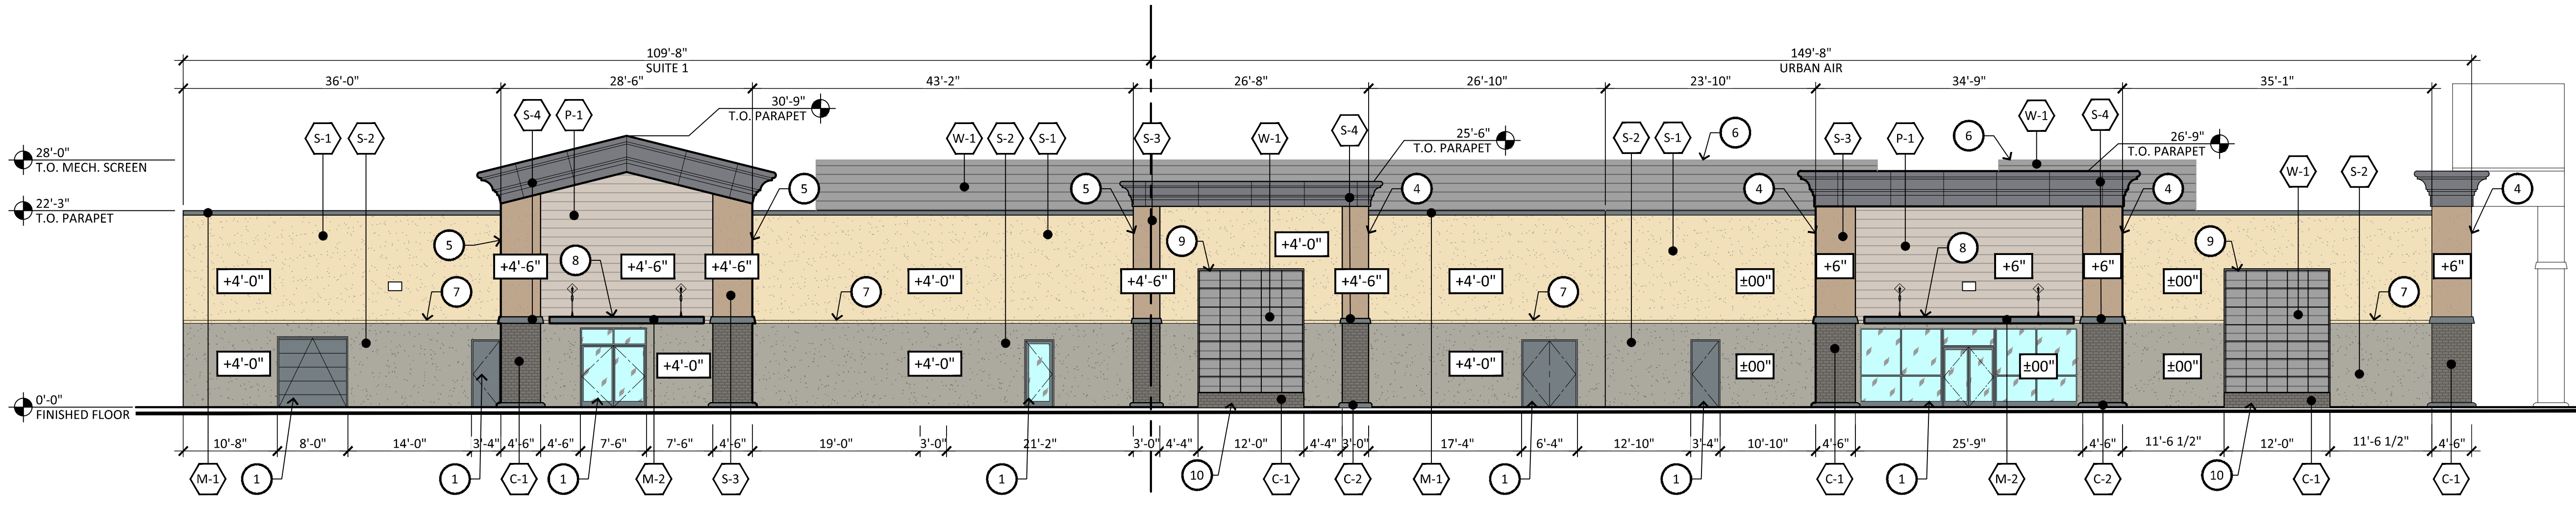 109'-8"
149'-8"
SUITE 1
URBAN AIR
36'-0"
28'-6"
43'-2"
26'-8"
26'-10"
23'-10"
34'-9"
35'-1"
30'-9"
T.O. PARAPET
S-4
P-1
W-1
S-4
S-1
S-2
W-1
S-2
S-1
S-3
W-1
S-4
25'-6"
T.O. PARAPET
S-2
S-1
6
S-3
P-1
6
26'-9"
T.O. PARAPET
28'-0"
T.O. MECH. SCREEN
W-1
S-2
5
5
4
4
4
4
22'-3"
T.O. PARAPET
5
8
9
+4'-0"
8
9
+4'-0"
+4'-6"
+4'-6"
+4'-6"
+4'-0"
+4'-6"
+4'-6"
+4'-0"
±00"
+6"
+6"
+6"
±00"
+6"
7
7
7
7
+4'-0"
+4'-0"
+4'-0"
+4'-0"
±00"
±00"
±00"
0'-0"
FINISHED FLOOR
10'-8"
8'-0"
14'-0"
3'-4"
4'-6"
4'-6"
7'-6"
7'-6"
4'-6"
19'-0"
3'-0"
21'-2"
3'-0"
4'-4"
12'-0"
4'-4"
3'-0"
17'-4"
6'-4"
12'-10"
3'-4"
10'-10"
4'-6"
25'-9"
4'-6"
11'-6 1/2"
12'-0"
11'-6 1/2"
4'-6"
M-1
1
1
C-1
1
M-2
S-3
1
10
C-1
C-2
M-1
1
1
C-1
1
M-2
C-2
10
C-1
C-1